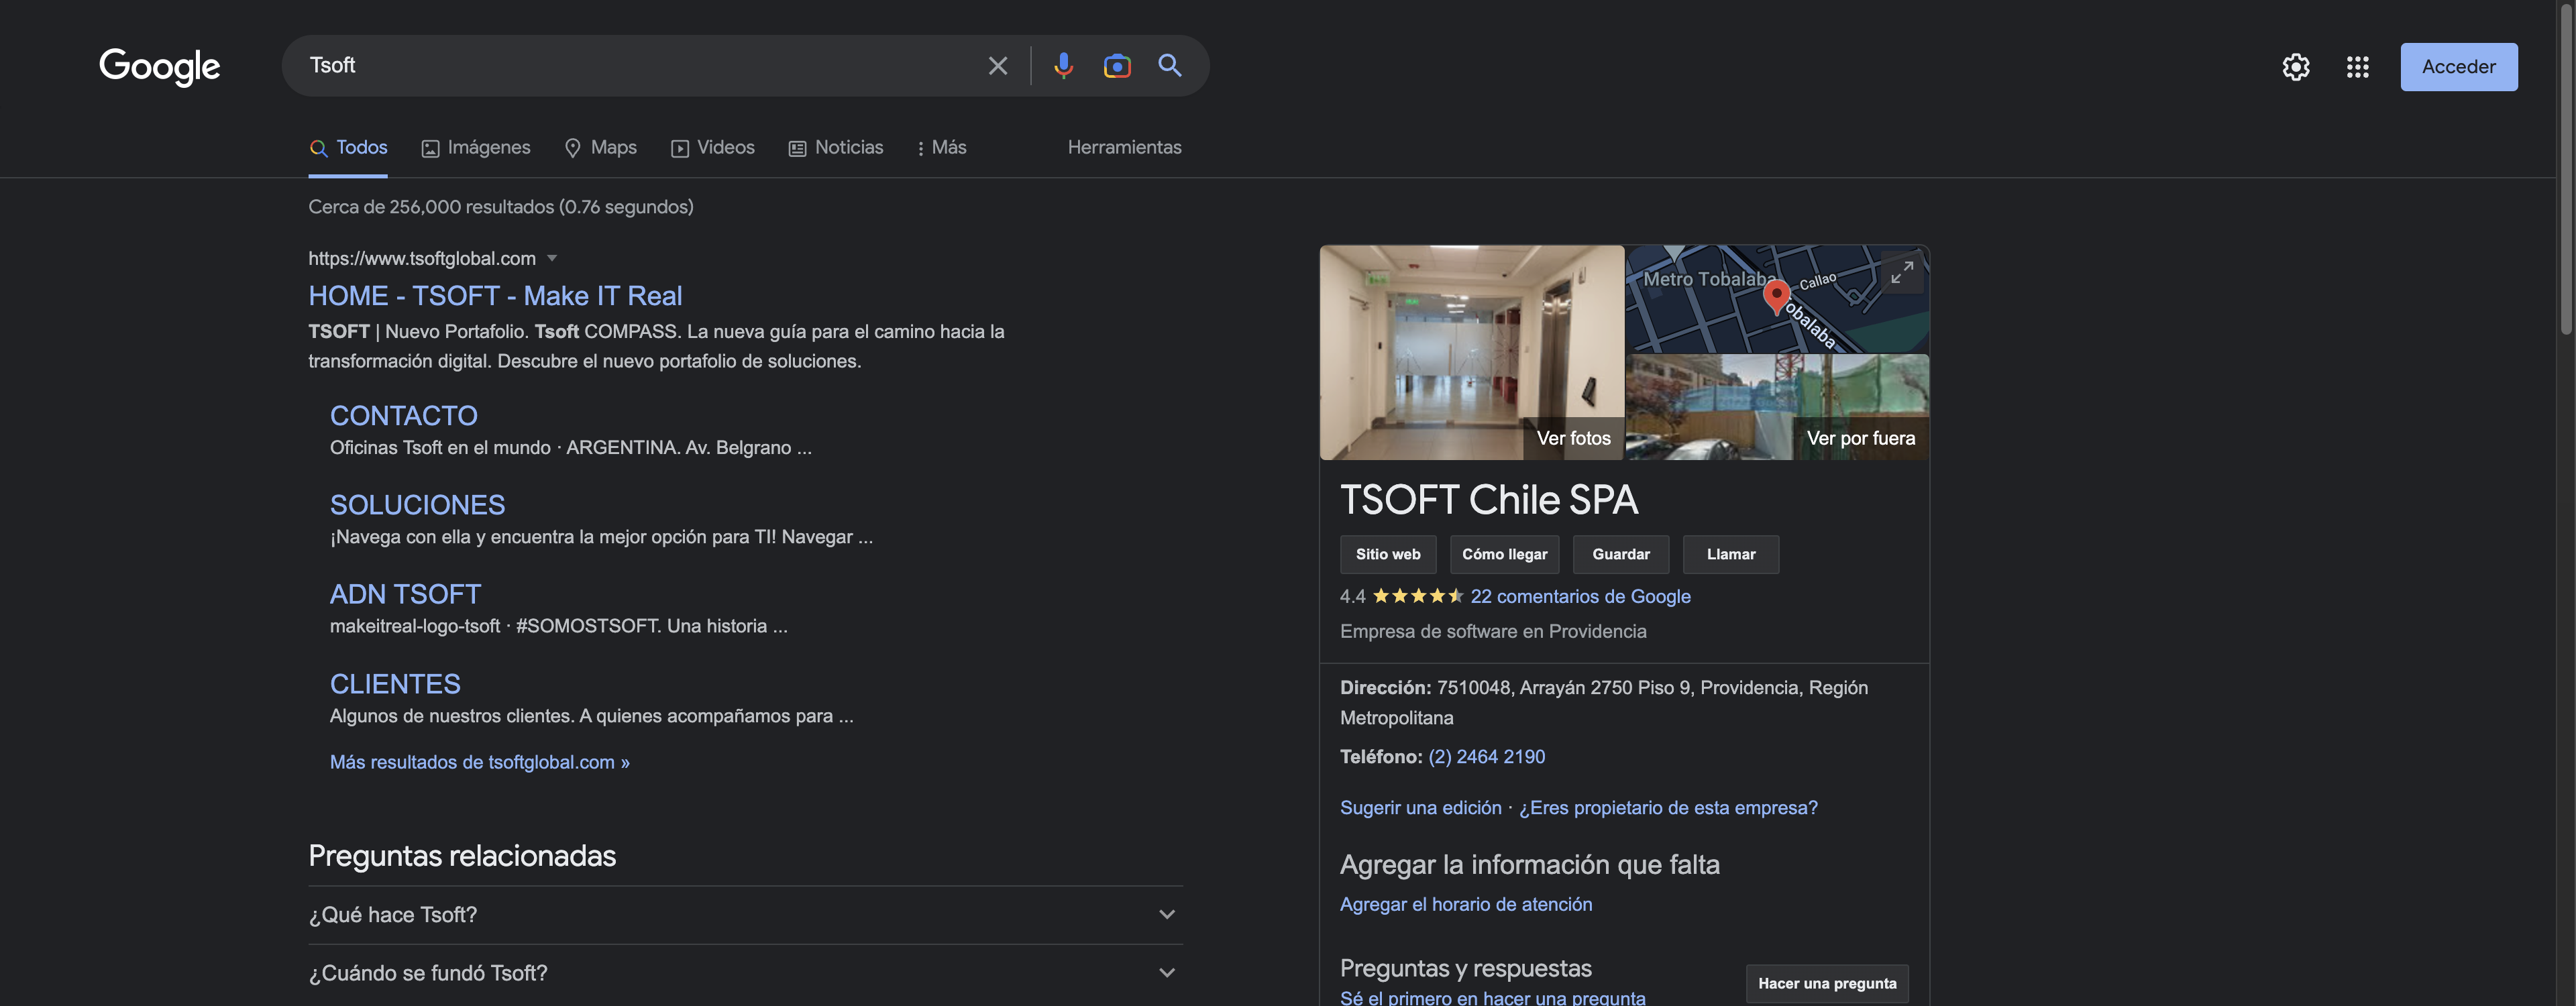 Google
Tsoft
Acceder
Todos
Imágenes
Maps
Videos
Noticias
Más
Herramientas
Cerca de 256,000 resultados (0.76 segundos)
https://www.tsoftglobal.com
HOME - TSOFT - Make IT Real
TSOFT | Nuevo Portafolio. Tsoft COMPASS. La nueva guía para el camino hacia la
transformación digital. Descubre el nuevo portafolio de soluciones.
CONTACTO
Oficinas Tsoft en el mundo · ARGENTINA. Av. Belgrano ...
SOLUCIONES
¡Navega con ella y encuentra la mejor opción para TI! Navegar ...
ADN TSOFT
makeitreal-logo-tsoft · #SOMOSTSOFT. Una historia ...
CLIENTES
Algunos de nuestros clientes. A quienes acompañamos para ...
Más resultados de tsoftglobal.com »
Preguntas relacionadas
¿Qué hace Tsoft?
¿Cuándo se fundó Tsoft?
Ver fotos
Metro Tobalaba
Callao
obalaba
Ver por fuera
TSOFT Chile SPA
Sitio web
Cómo llegar
Guardar
Llamar
4.4 22 comentarios de Google
Empresa de software en Providencia
Dirección: 7510048, Arrayán 2750 Piso 9, Providencia, Región
Metropolitana
Teléfono: (2) 2464 2190
Sugerir una edición · ¿Eres propietario de esta empresa?
Agregar la información que falta
Agregar el horario de atención
Preguntas y respuestas
Hacer una pregunta
Sé el primero en hacer una pregunta